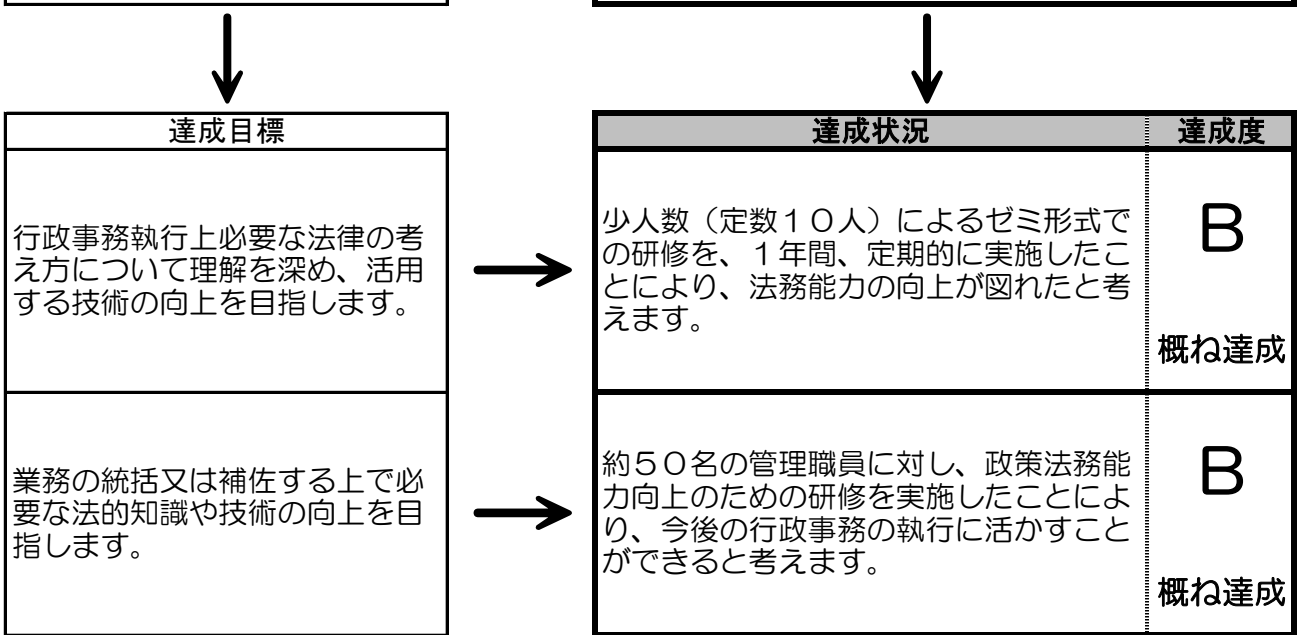 達成目標
行政事務執行上必要な法律の考
え方について理解を深め、活用
する技術の向上を目指します。
業務の統括又は補佐する上で必
要な法的知識や技術の向上を目
指します。
達成状況
達成度
少人数（定数１０人）によるゼミ形式で
の研修を、１年間、定期的に実施したこ
とにより、法務能力の向上が図れたと考
えます。
B
概ね達成
約５０名の管理職員に対し、政策法務能
力向上のための研修を実施したことによ
り、今後の行政事務の執行に活かすこと
ができると考えます。
B
概ね達成